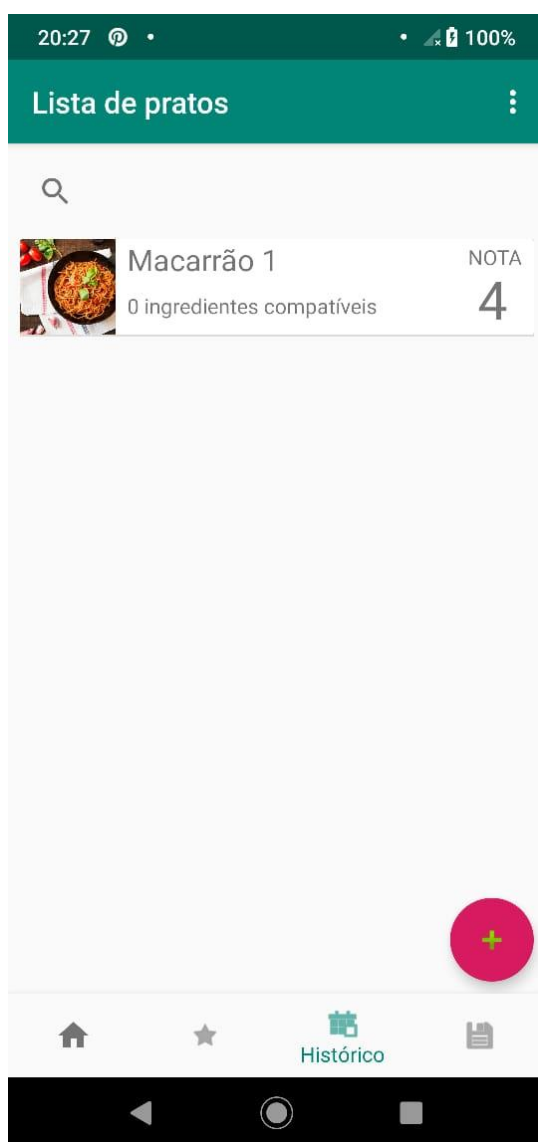 20:27 100%
Lista de pratos
Macarrão 1
NOTA
0 ingredientes compatíveis
4
Histórico